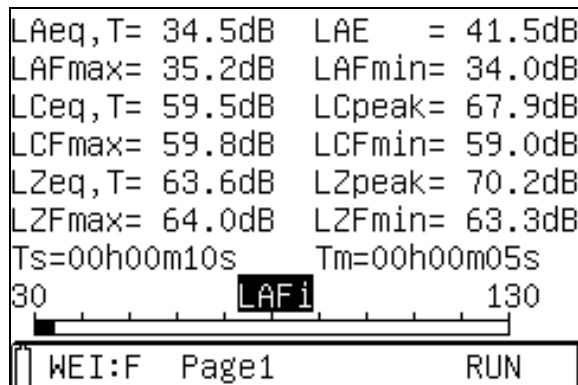 LAeq,T= 34.5dB LAE = 41.5dB
LAFmax= 35.2dB LAFmin= 34.0dB
LCeq,T= 59.5dB LCpeak= 67.9dB
LCFmax= 59.8dB LCFmin= 59.0dB
LZeq,T= 63.6dB LZpeak= 70.2dB
LZFmax= 64.0dB LZFmin= 63.3dB
Ts=00h00m10s Tm=00h00m05s
30 LAFi 130
WEI:F Page1 RUN